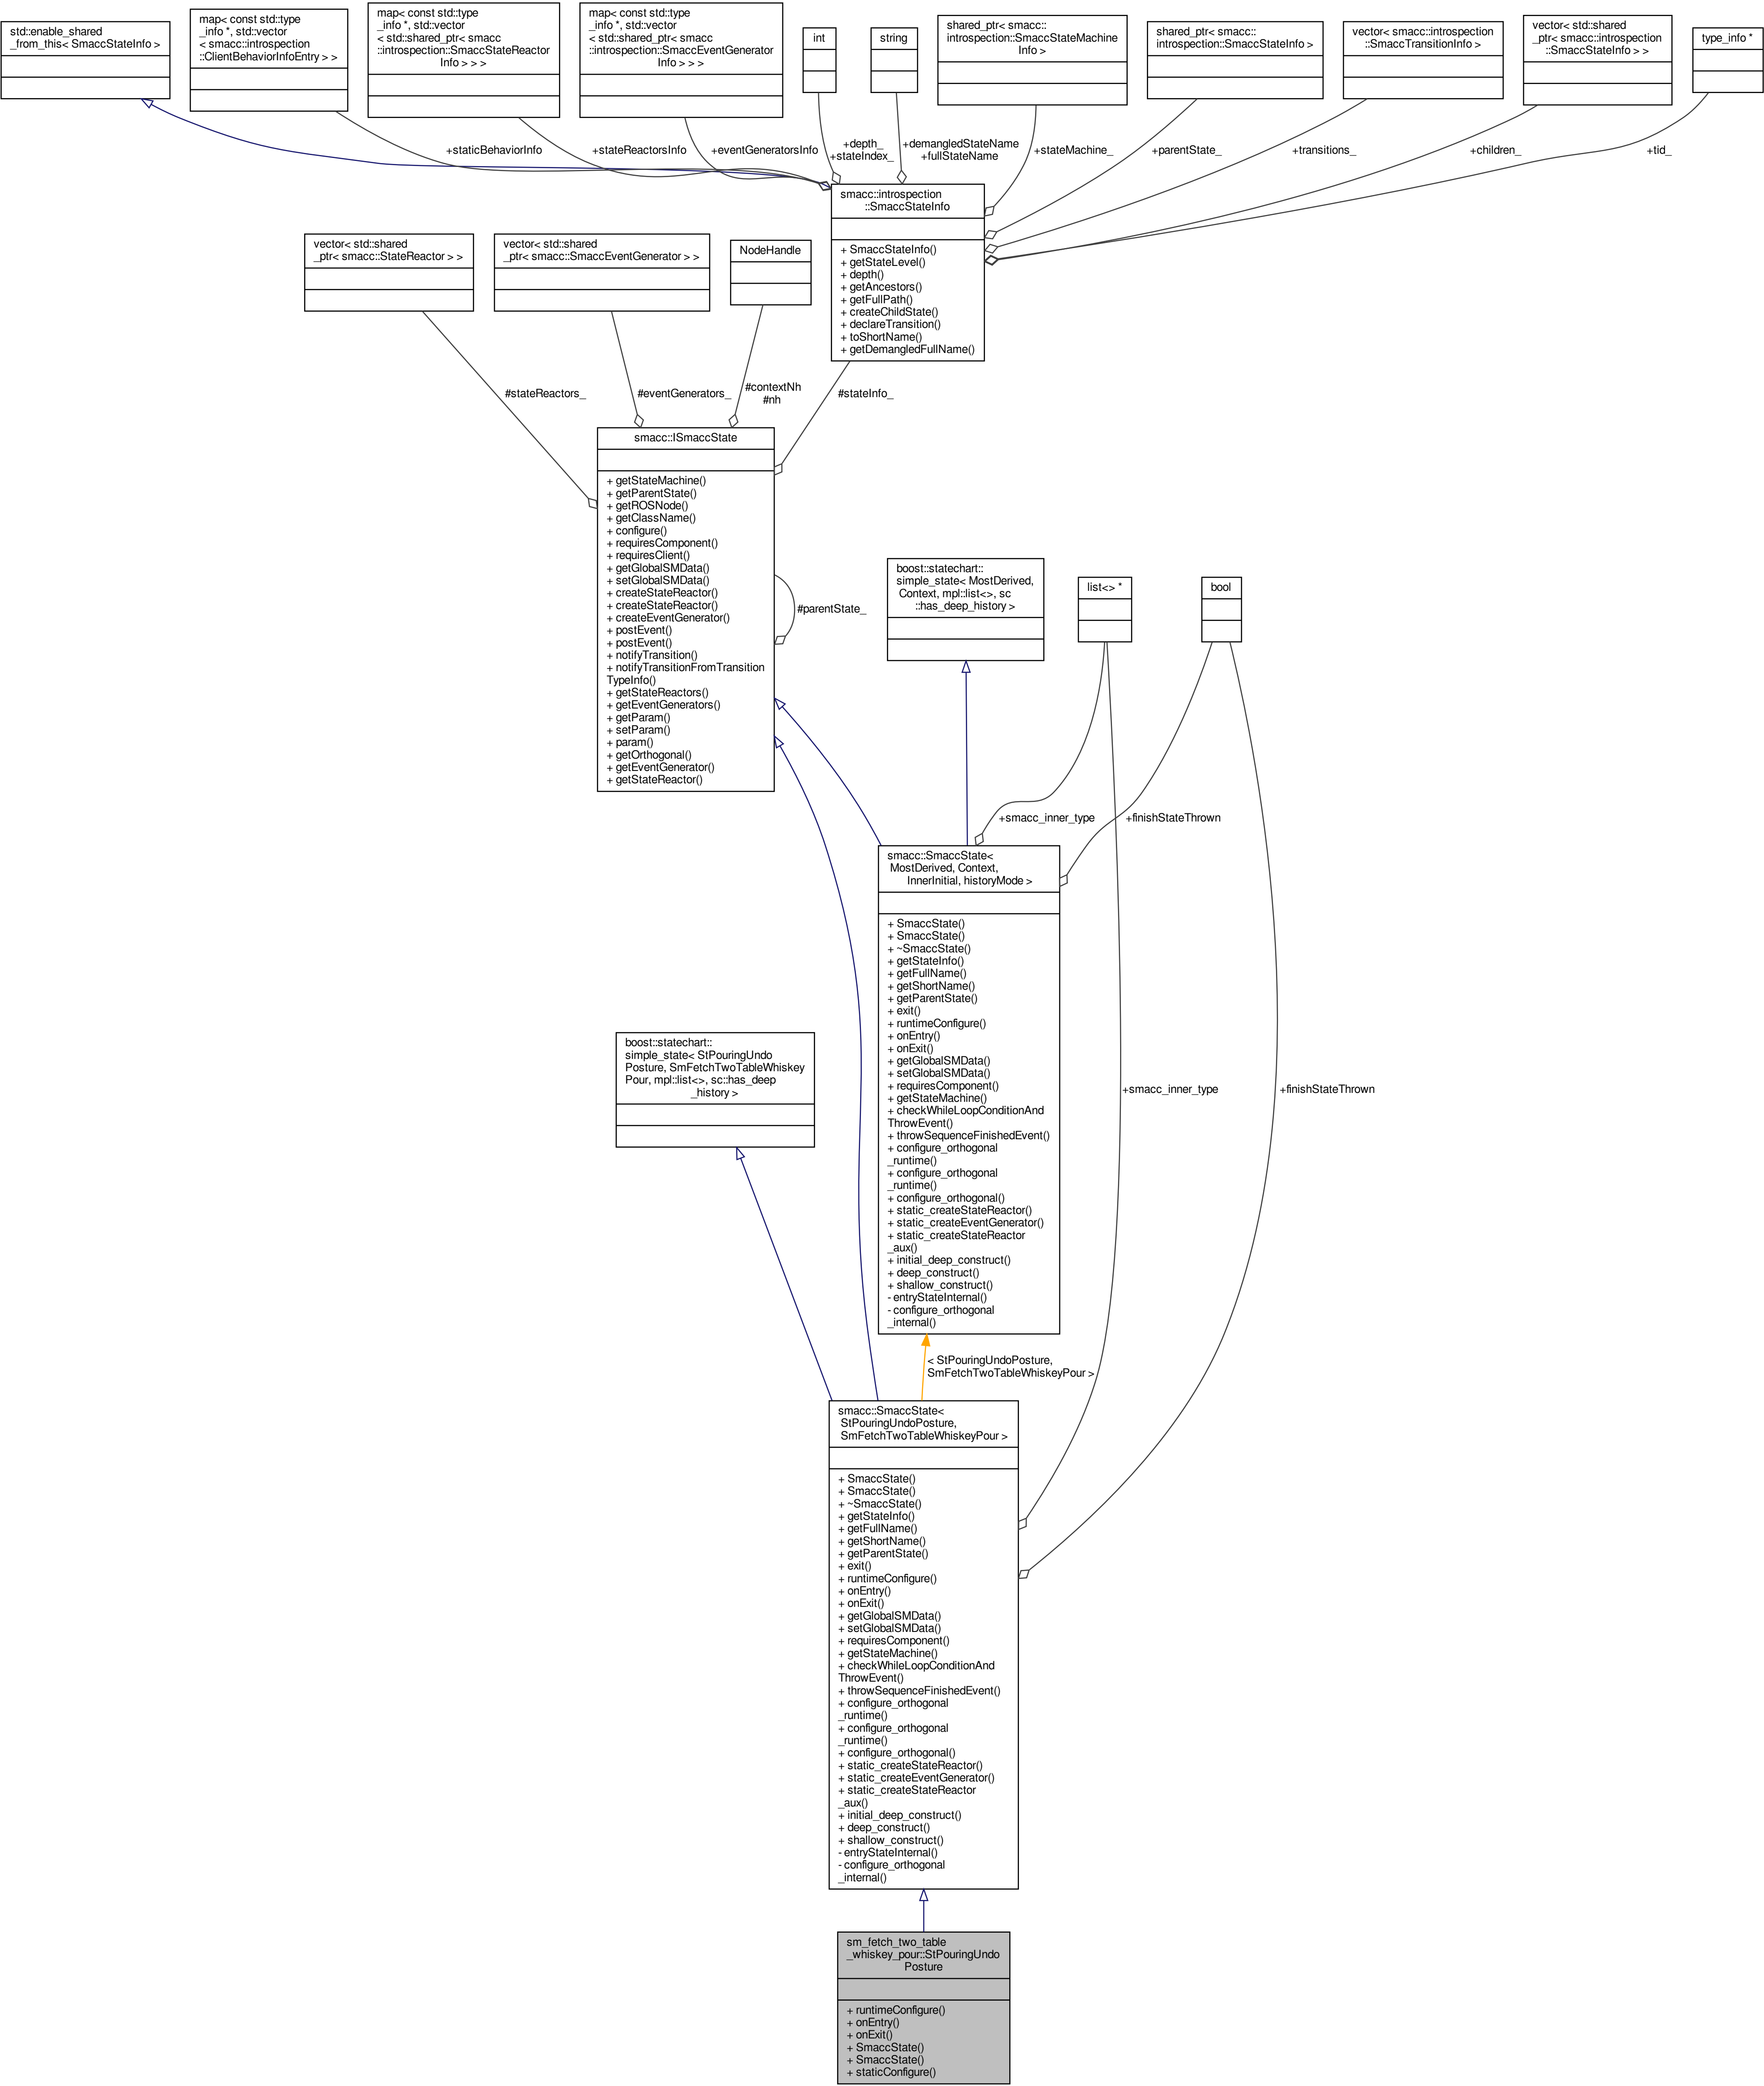 std::enable_shared
_from_this< SmaccStateInfo >
map< const std::type
_info *, std::vector
< smacc::introspection
::ClientBehaviorInfoEntry > >
map< const std::type
_info *, std::vector
< std::shared_ptr< smacc
::introspection::SmaccStateReactor
Info > > >
map< const std::type
_info *, std::vector
< std::shared_ptr< smacc
::introspection::SmaccEventGenerator
Info > > >
int
string
shared_ptr< smacc::
introspection::SmaccStateMachine
Info >
shared_ptr< smacc::
introspection::SmaccStateInfo >
vector< smacc::introspection
::SmaccTransitionInfo >
vector< std::shared
_ptr< smacc::introspection
::SmaccStateInfo > >
type_info *
+staticBehaviorInfo
+stateReactorsInfo
+eventGeneratorsInfo
+depth_
+stateIndex_
+demangledStateName
+fullStateName
+stateMachine_
+parentState_
+transitions_
+children_
+tid_
smacc::introspection
::SmaccStateInfo
+ SmaccStateInfo()
+ getStateLevel()
+ depth()
+ getAncestors()
+ getFullPath()
+ createChildState()
+ declareTransition()
+ toShortName()
+ getDemangledFullName()
vector< std::shared
_ptr< smacc::StateReactor > >
vector< std::shared
_ptr< smacc::SmaccEventGenerator > >
NodeHandle
#stateReactors_
#eventGenerators_
#contextNh
#nh
#stateInfo_
smacc::ISmaccState
+ getStateMachine()
+ getParentState()
+ getROSNode()
+ getClassName()
+ configure()
+ requiresComponent()
+ requiresClient()
+ getGlobalSMData()
+ setGlobalSMData()
+ createStateReactor()
+ createStateReactor()
+ createEventGenerator()
+ postEvent()
+ postEvent()
+ notifyTransition()
+ notifyTransitionFromTransition
TypeInfo()
+ getStateReactors()
+ getEventGenerators()
+ getParam()
+ setParam()
+ param()
+ getOrthogonal()
+ getEventGenerator()
+ getStateReactor()
#parentState_
boost::statechart::
simple_state< MostDerived,
Context, mpl::list<>, sc
::has_deep_history >
list<> *
bool
+smacc_inner_type
+finishStateThrown
smacc::SmaccState<
MostDerived, Context,
InnerInitial, historyMode >
+ SmaccState()
+ SmaccState()
+ ~SmaccState()
+ getStateInfo()
+ getFullName()
+ getShortName()
+ getParentState()
+ exit()
+ runtimeConfigure()
+ onEntry()
+ onExit()
+ getGlobalSMData()
+ setGlobalSMData()
+ requiresComponent()
+ getStateMachine()
+ checkWhileLoopConditionAnd
ThrowEvent()
+ throwSequenceFinishedEvent()
+ configure_orthogonal
_runtime()
+ configure_orthogonal
_runtime()
+ configure_orthogonal()
+ static_createStateReactor()
+ static_createEventGenerator()
+ static_createStateReactor
_aux()
+ initial_deep_construct()
+ deep_construct()
+ shallow_construct()
- entryStateInternal()
- configure_orthogonal
_internal()
boost::statechart::
simple_state< StPouringUndo
Posture, SmFetchTwoTableWhiskey
Pour, mpl::list<>, sc::has_deep
_history >
+smacc_inner_type
+finishStateThrown
< StPouringUndoPosture,
SmFetchTwoTableWhiskeyPour >
smacc::SmaccState<
StPouringUndoPosture,
SmFetchTwoTableWhiskeyPour >
+ SmaccState()
+ SmaccState()
+ ~SmaccState()
+ getStateInfo()
+ getFullName()
+ getShortName()
+ getParentState()
+ exit()
+ runtimeConfigure()
+ onEntry()
+ onExit()
+ getGlobalSMData()
+ setGlobalSMData()
+ requiresComponent()
+ getStateMachine()
+ checkWhileLoopConditionAnd
ThrowEvent()
+ throwSequenceFinishedEvent()
+ configure_orthogonal
_runtime()
+ configure_orthogonal
_runtime()
+ configure_orthogonal()
+ static_createStateReactor()
+ static_createEventGenerator()
+ static_createStateReactor
_aux()
+ initial_deep_construct()
+ deep_construct()
+ shallow_construct()
- entryStateInternal()
- configure_orthogonal
_internal()
sm_fetch_two_table
_whiskey_pour::StPouringUndo
Posture
+ runtimeConfigure()
+ onEntry()
+ onExit()
+ SmaccState()
+ SmaccState()
+ staticConfigure()